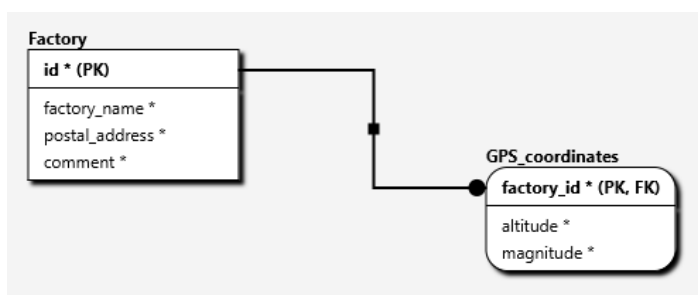 Factory
id * (PK)
factory_name *
postal_address *
comment *
GPS_coordinates
factory_id * (PK, FK)
altitude *
magnitude *